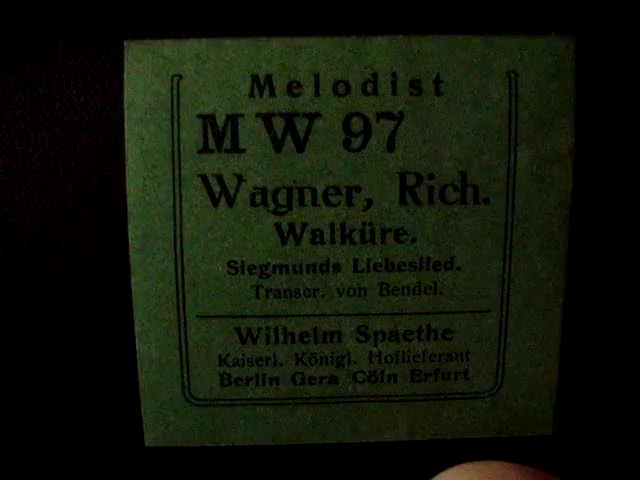 Melodist
MW 97
Wagner, Rich.
Walküre.
Siegmunds Liebeslied.
Transcr. von Bendel.
Wilhelm Spaethe
Kaiserl. Königl. Hoflieferant
Berlin Gera Cöln Erfurt